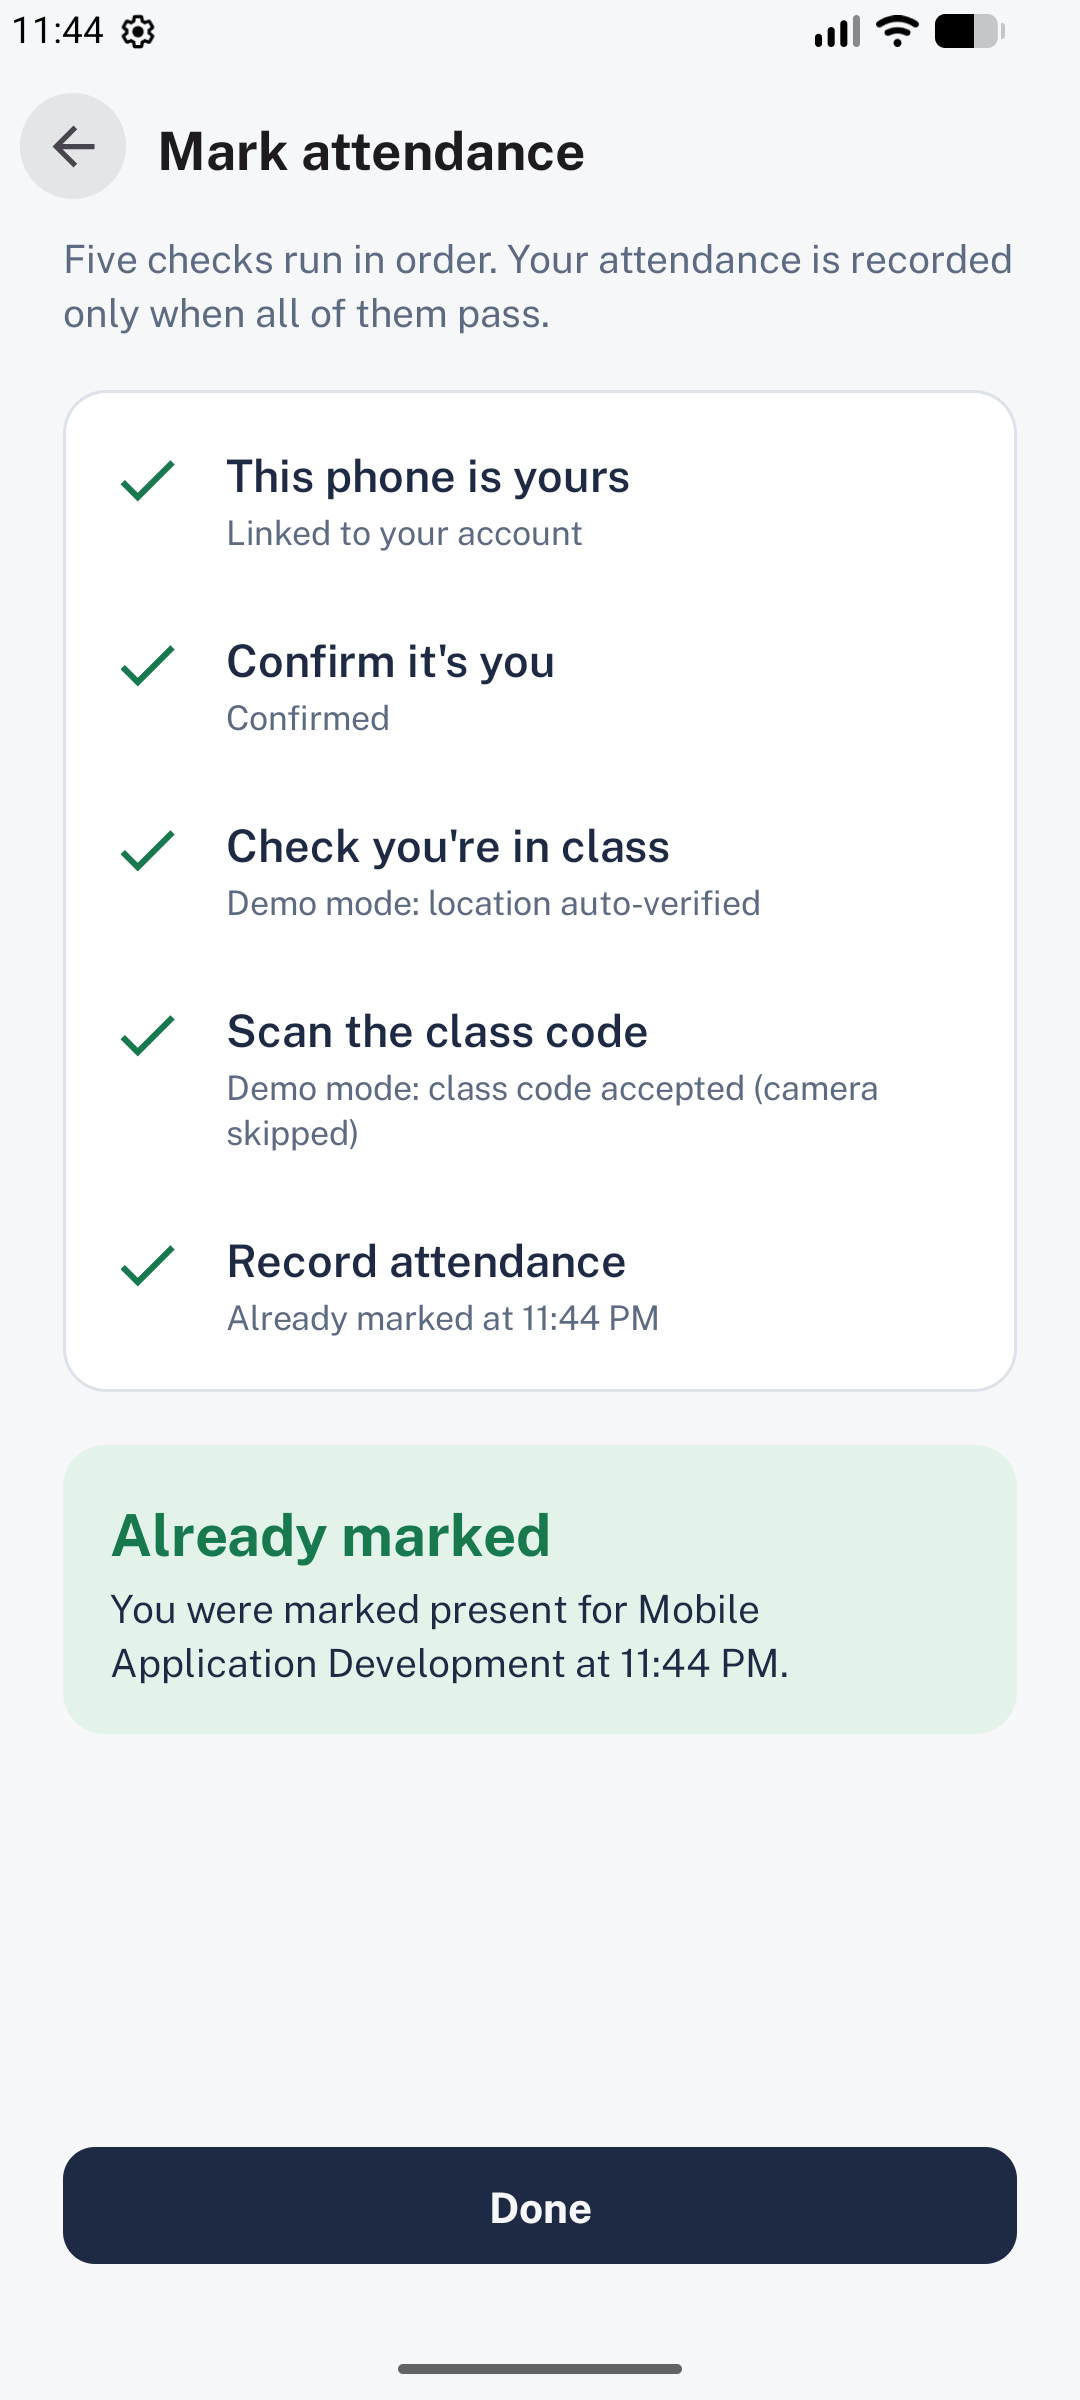 11:44
Mark attendance
Five checks run in order. Your attendance is recorded
only when all of them pass.
This phone is yours
Linked to your account
Confirm it's you
Confirmed
Check you're in class
Demo mode: location auto-verified
Scan the class code
Demo mode: class code accepted (camera
skipped)
Record attendance
Already marked at 11:44 PM
Already marked
You were marked present for Mobile
Application Development at 11:44 PM.
Done